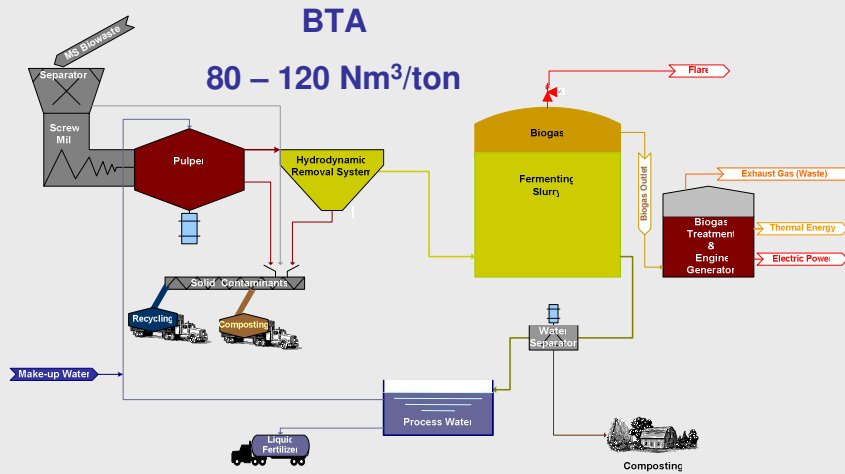 BTA
80 – 120 Nm³/ton
MS Biowaste
Separator
Screw
Mill
Pulper
Hydrodynamic
Removal System
Solid Contaminants
Recycling
Composting
Make-up Water
Process Water
Liquid
Fertilizer
Flare
Biogas
Fermenting
Slurry
Biogas Outlet
Water
Separator
Composting
Exhaust Gas (Waste)
Biogas
Treatment
&
Engine
Generator
Thermal Energy
Electric Power